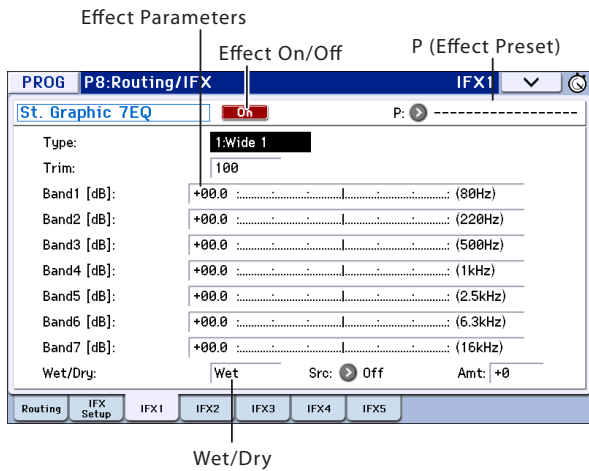 Effect Parameters
Effect On/Off
P (Effect Preset)
PROG P8:Routing/IFX IFX1
St. Graphic 7EQ On P: ------------------
Type: 1:Wide 1
Trim: 100
Band1 [dB]: +00.0 (80Hz)
Band2 [dB]: +00.0 (220Hz)
Band3 [dB]: +00.0 (500Hz)
Band4 [dB]: +00.0 (1kHz)
Band5 [dB]: +00.0 (2.5kHz)
Band6 [dB]: +00.0 (6.3kHz)
Band7 [dB]: +00.0 (16kHz)
Wet/Dry: Wet Src: Off Amt: +0
Routing IFX Setup IFX1 IFX2 IFX3 IFX4 IFX5
Wet/Dry